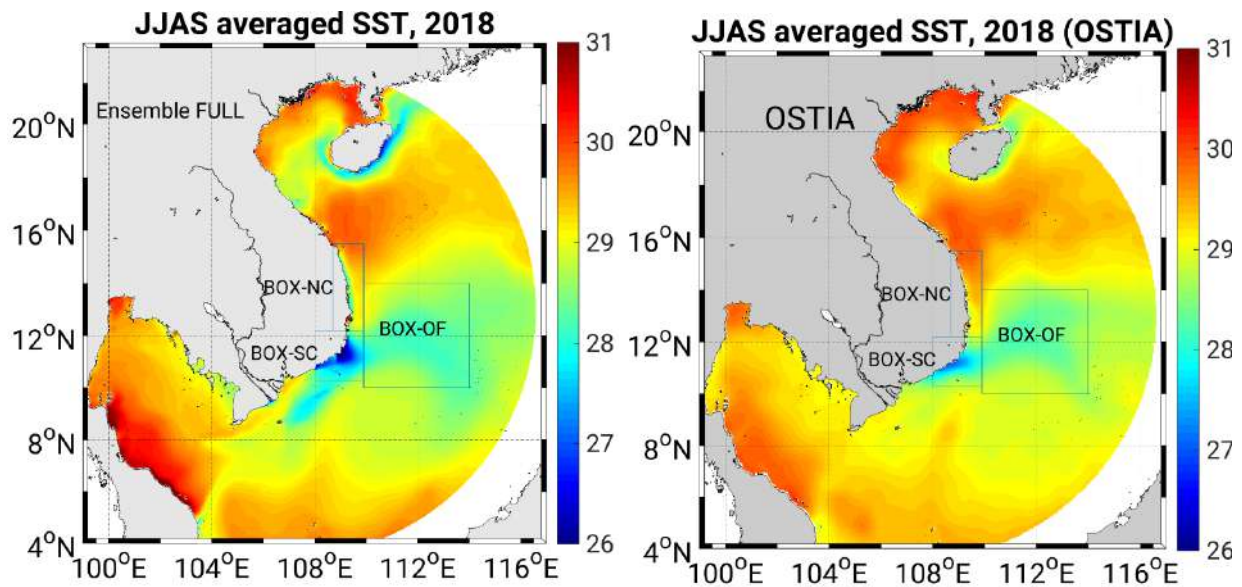 JJAS averaged SST, 2018
Ensemble FULL
BOX-NC
BOX-SC
BOX-OF
20°N
16°N
12°N
8°N
4°N
100°E
104°E
108°E
112°E
116°E
31
30
29
28
27
26
JJAS averaged SST, 2018 (OSTIA)
OSTIA
BOX-NC
BOX-SC
BOX-OF
20°N
16°N
12°N
8°N
4°N
100°E
104°E
108°E
112°E
116°E
31
30
29
28
27
26